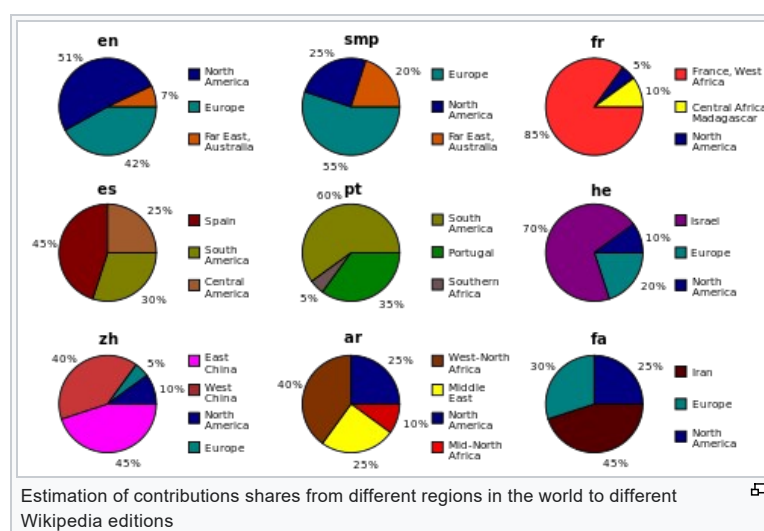 en
51%
7%
42%
North
America
Europe
Far East,
Australia
smp
25%
20%
55%
Europe
North
America
Far East,
Australia
fr
5%
10%
85%
France, West
Africa
Central Africa
Madagascar
North
America
es
45%
25%
30%
Spain
South
America
Central
America
pt
60%
5%
35%
South
America
Portugal
Southern
Africa
he
70%
10%
20%
Israel
Europe
North
America
zh
40%
5%
10%
45%
East
China
West
China
North
America
Europe
ar
40%
25%
10%
25%
West-North
Africa
Middle
East
North
America
Mid-North
Africa
fa
30%
25%
45%
Iran
Europe
North
America
Estimation of contributions shares from different regions in the world to different
Wikipedia editions